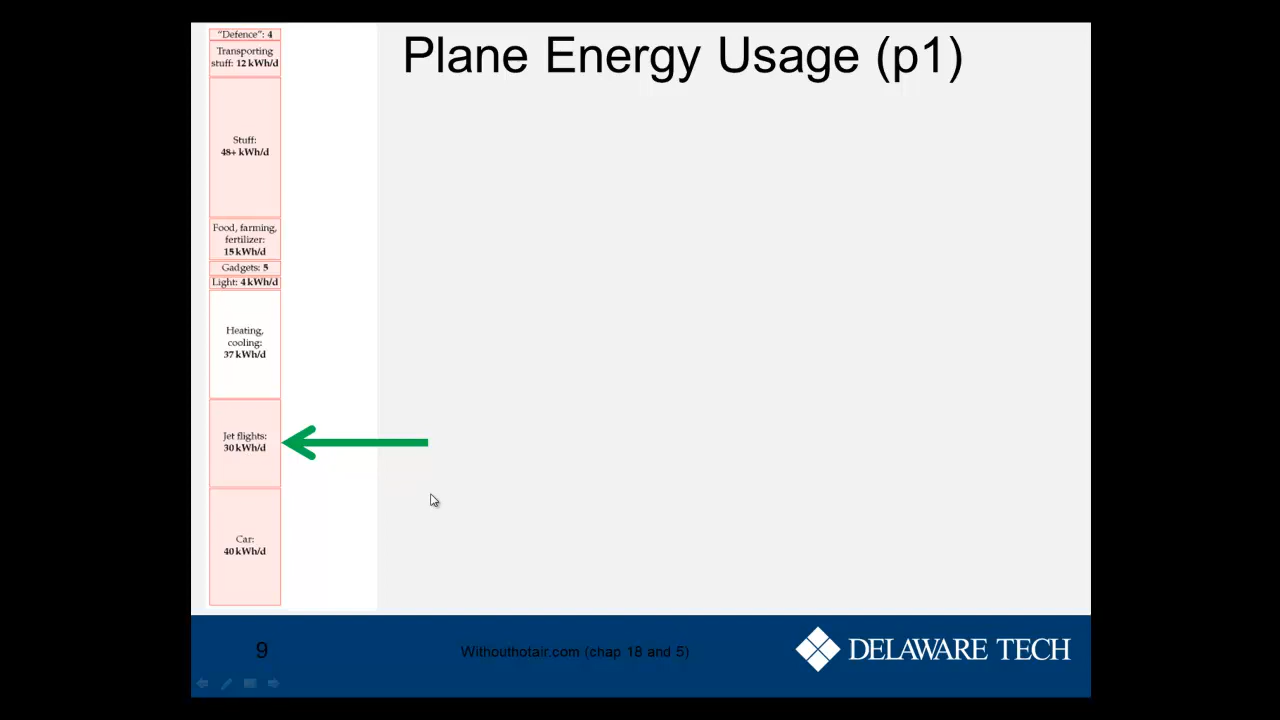 Plane Energy Usage (p1)
“Defence”: 4
Transporting
stuff: 12 kWh/d
Stuff:
48+ kWh/d
Food, farming,
fertilizer:
15 kWh/d
Gadgets: 5
Light: 4 kWh/d
Heating,
cooling:
37 kWh/d
Jet flights:
30 kWh/d
Car:
40 kWh/d
9
Withouthotair.com (chap 18 and 5)
DELAWARE TECH